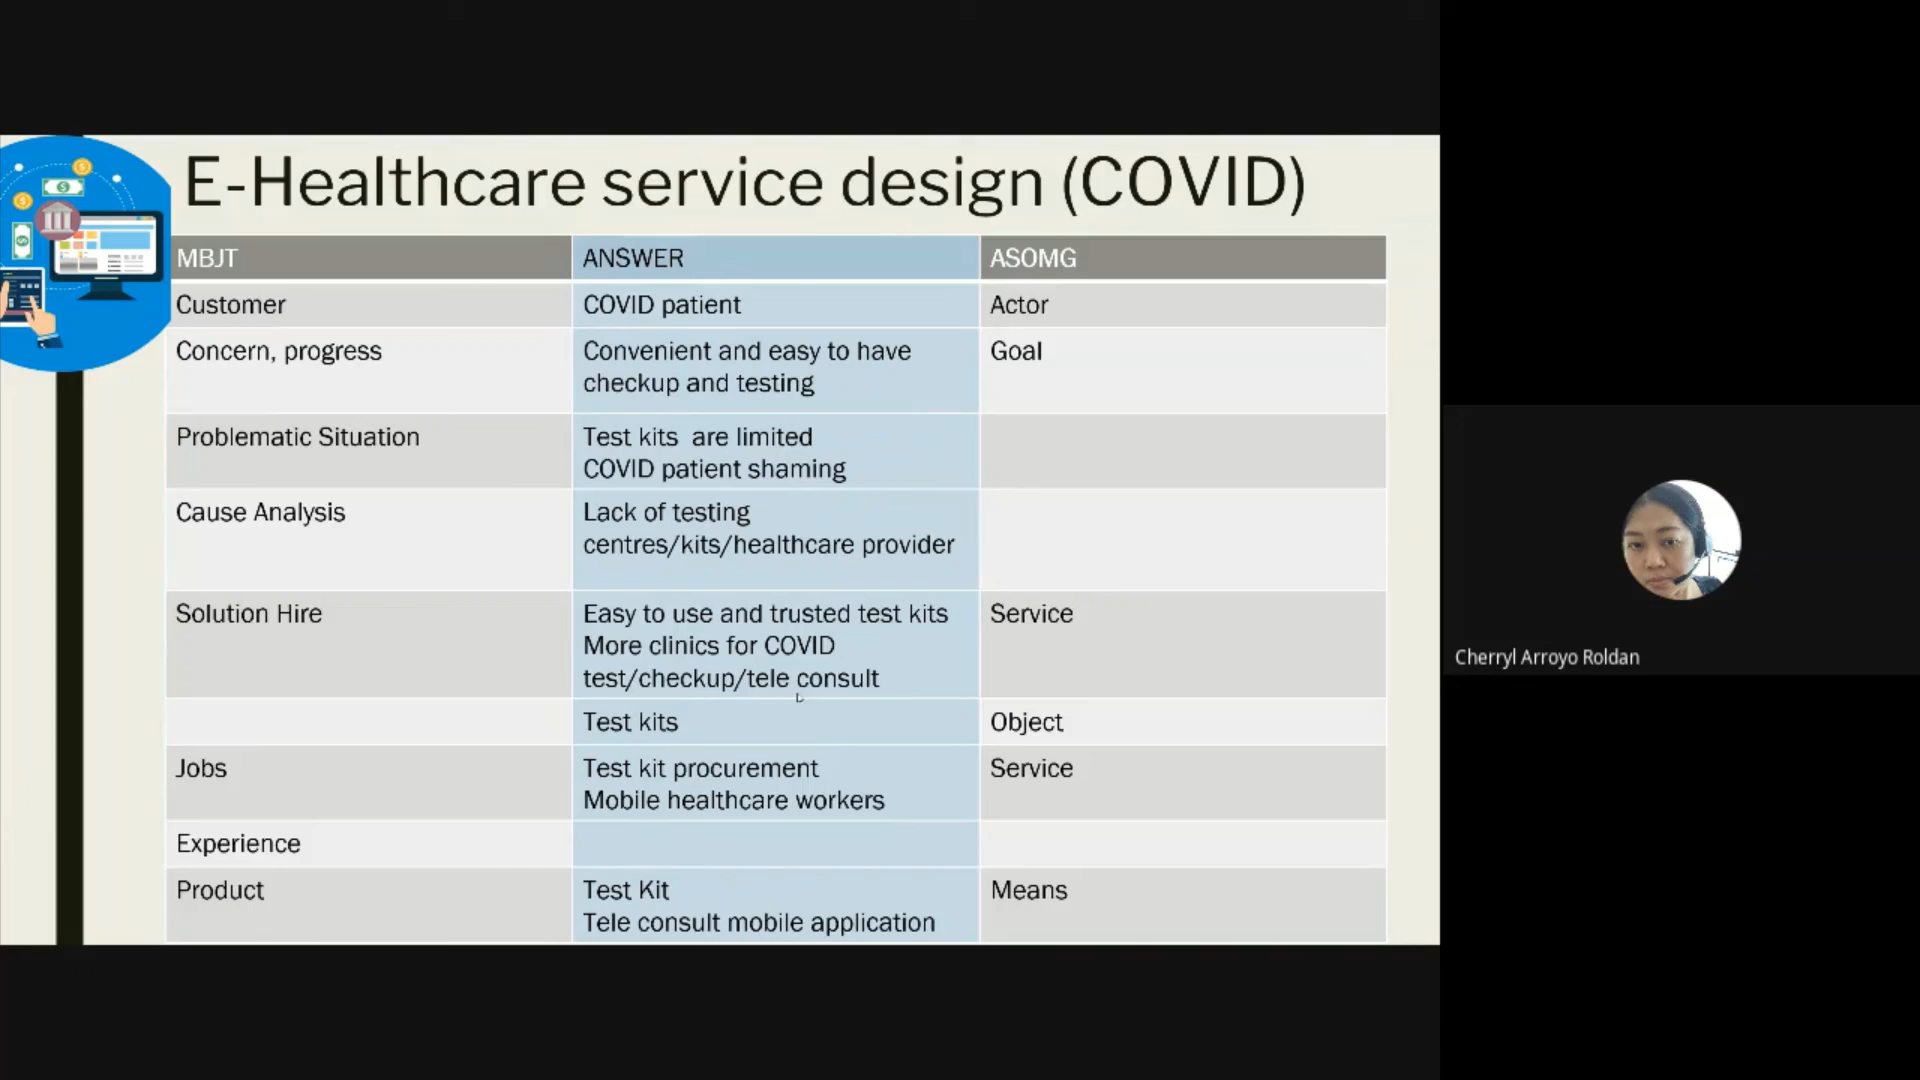 E-Healthcare service design (COVID)
MBJT ANSWER ASOMG
Customer COVID patient Actor
Concern, progress Convenient and easy to have Goal
checkup and testing
Problematic Situation Test kits are limited
COVID patient shaming
Cause Analysis Lack of testing
centres/kits/healthcare provider
Solution Hire Easy to use and trusted test kits Service
More clinics for COVID
test/checkup/tele consult
Test kits Object
Jobs Test kit procurement Service
Mobile healthcare workers
Experience
Product Test Kit Means
Tele consult mobile application
Cherryl Arroyo Roldan